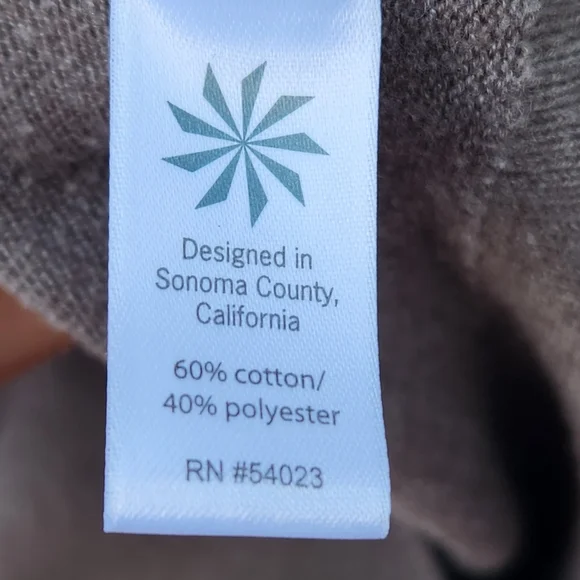 Designed in
Sonoma County,
California
60% cotton/
40% polyester
RN #54023